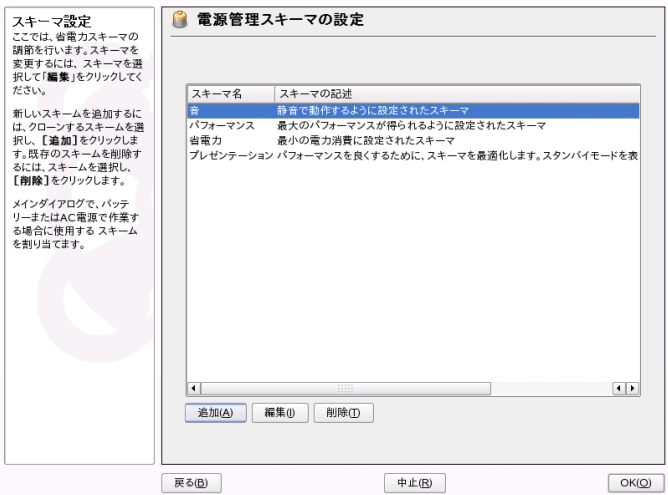 スキーマ設定
ここでは、省電力スキーマの
調節を行います。スキーマを
変更するには、 スキーマを選
択して「編集」をクリックしてく
ださい。
新しいスキームを追加するに
は、クローンするスキームを選
択し、 [追加]をクリックしま
す。既存のスキームを削除す
るには、スキームを選択し、
[削除]をクリックします。
メインダイアログで、バッテ
リーまたはAC電源で作業す
る場合に使用する スキーム
を割り当てます。
電源管理スキーマの設定
スキーマ名 スキーマの記述
音 静音で動作するように設定されたスキーマ
パフォーマンス 最大のパフォーマンスが得られるように設定されたスキーマ
省電力 最小の電力消費に設定されたスキーマ
プレゼンテーション パフォーマンスを良くするために、スキーマを最適化します。スタンバイモードを表
追加(A) 編集(I) 削除(T)
戻る(B) 中止(R) OK(O)